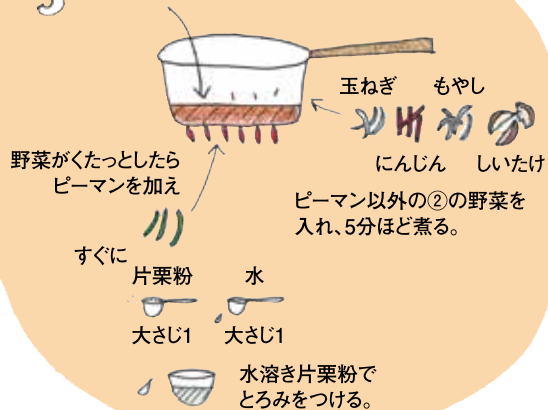 玉ねぎ
もやし
にんじん
しいたけ
ピーマン以外の②の野菜を
入れ、5分ほど煮る。
野菜がくたっとしたら
ピーマンを加え
すぐに
片栗粉
水
大さじ1
大さじ1
水溶き片栗粉で
とろみをつける。